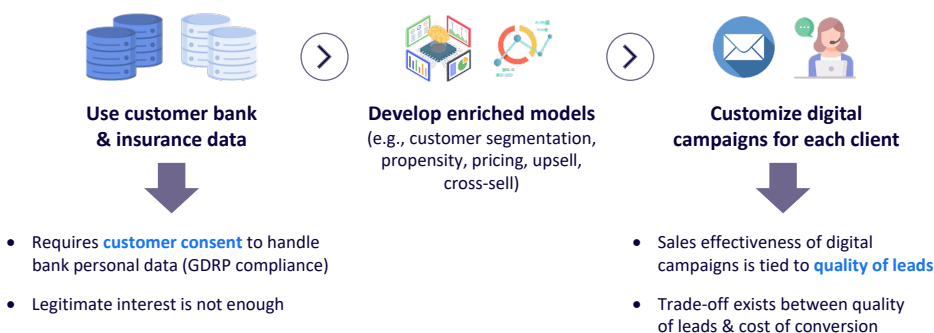 Use customer bank
& insurance data
Develop enriched models
(e.g., customer segmentation,
propensity, pricing, upsell,
cross-sell)
Customize digital
campaigns for each client
• Requires customer consent to handle
bank personal data (GDRP compliance)
• Legitimate interest is not enough
• Sales effectiveness of digital
campaigns is tied to quality of leads
• Trade-off exists between quality
of leads & cost of conversion